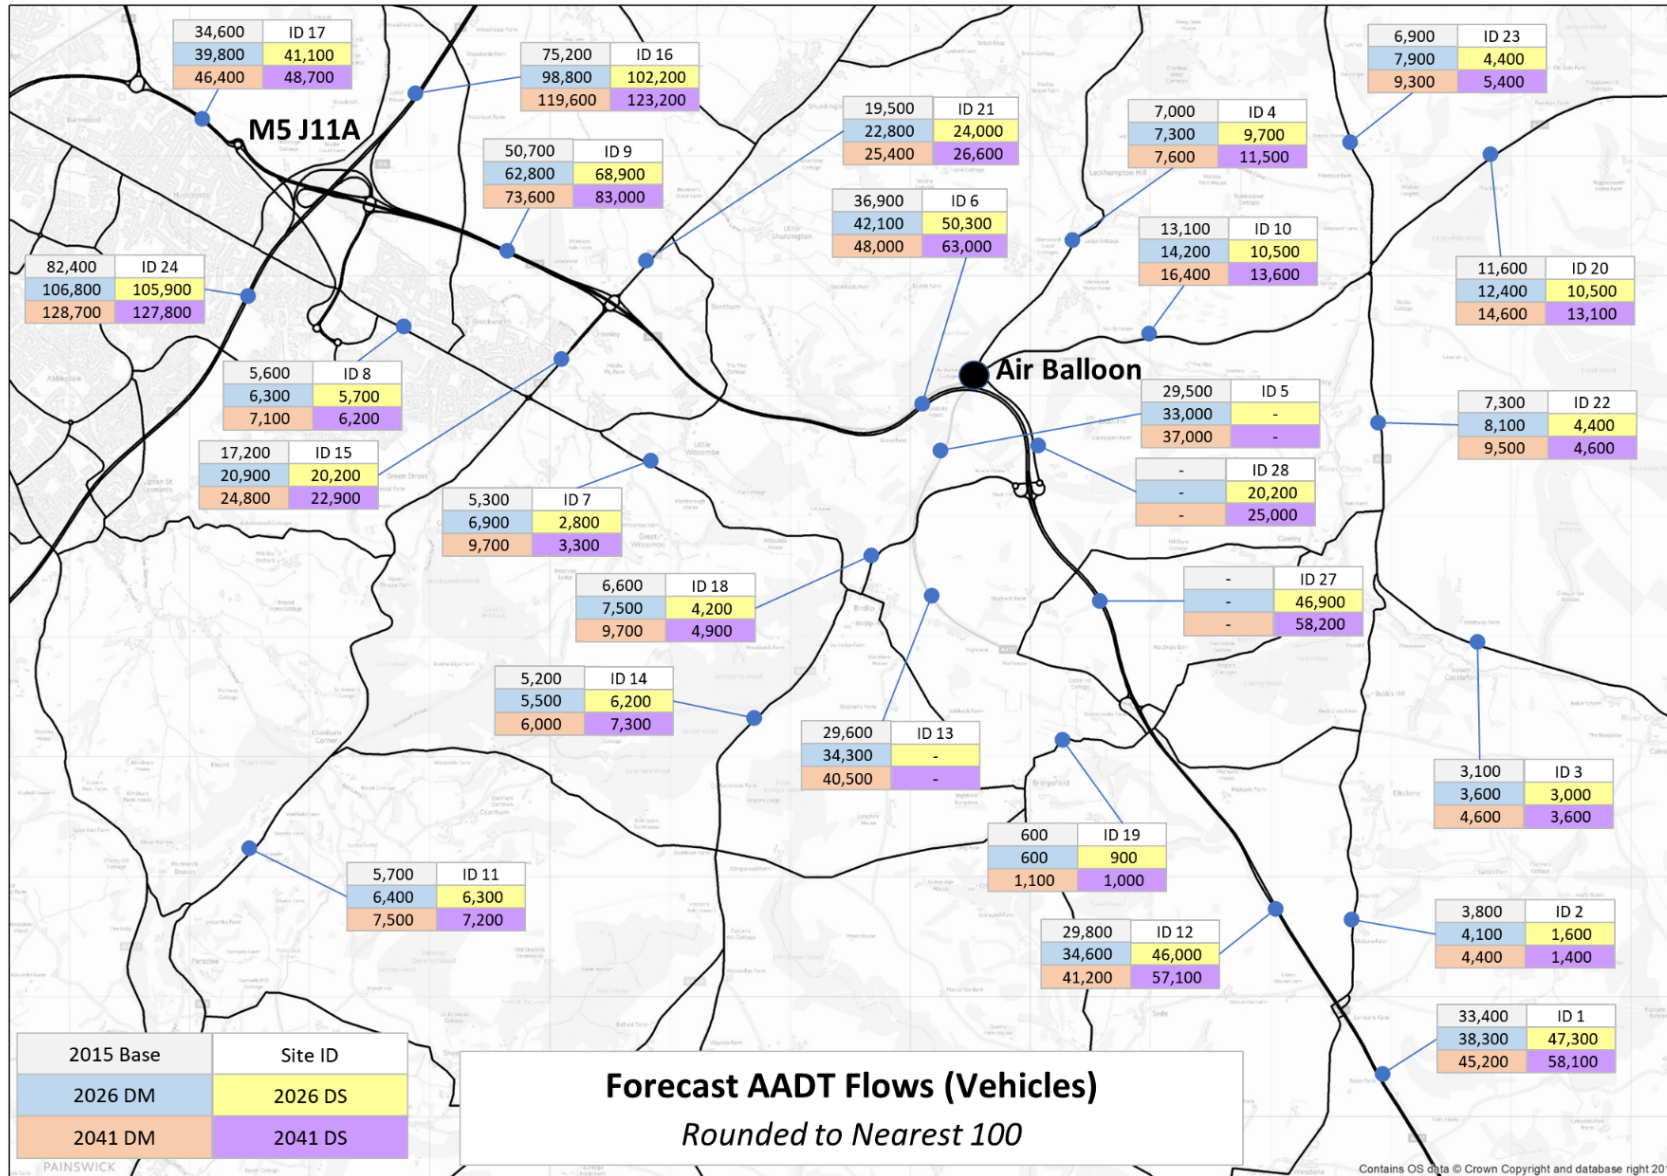 34,600 ID 17
39,800 41,100
46,400 48,700
75,200 ID 16
98,800 102,200
119,600 123,200
6,900 ID 23
7,900 4,400
9,300 5,400
M5 J11A
19,500 ID 21
22,800 24,000
25,400 26,600
7,000 ID 4
7,300 9,700
7,600 11,500
50,700 ID 9
62,800 68,900
73,600 83,000
36,900 ID 6
42,100 50,300
48,000 63,000
13,100 ID 10
14,200 10,500
16,400 13,600
82,400 ID 24
106,800 105,900
128,700 127,800
11,600 ID 20
12,400 10,500
14,600 13,100
Air Balloon
5,600 ID 8
6,300 5,700
7,100 6,200
29,500 ID 5
33,000 -
37,000 -
7,300 ID 22
8,100 4,400
9,500 4,600
17,200 ID 15
20,900 20,200
24,800 22,900
- ID 28
- 20,200
- 25,000
5,300 ID 7
6,900 2,800
9,700 3,300
6,600 ID 18
7,500 4,200
9,700 4,900
- ID 27
- 46,900
- 58,200
5,200 ID 14
5,500 6,200
6,000 7,300
29,600 ID 13
34,300 -
40,500 -
3,100 ID 3
3,600 3,000
4,600 3,600
600 ID 19
600 900
1,100 1,000
5,700 ID 11
6,400 6,300
7,500 7,200
29,800 ID 12
34,600 46,000
41,200 57,100
3,800 ID 2
4,100 1,600
4,400 1,400
33,400 ID 1
38,300 47,300
45,200 58,100
2015 Base Site ID
2026 DM 2026 DS
2041 DM 2041 DS
Forecast AADT Flows (Vehicles)
Rounded to Nearest 100
PAINSWICK
Contains OS data © Crown Copyright and database right 20